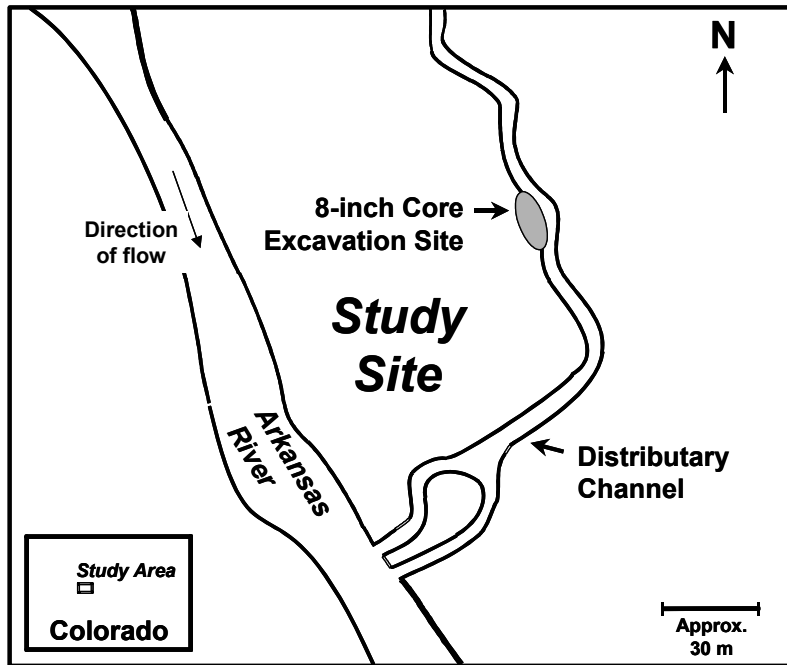 N
8-inch Core
Excavation Site
Direction
of flow
Study
Site
Arkansas
River
Distributary
Channel
Study Area
Colorado
Approx.
30 m